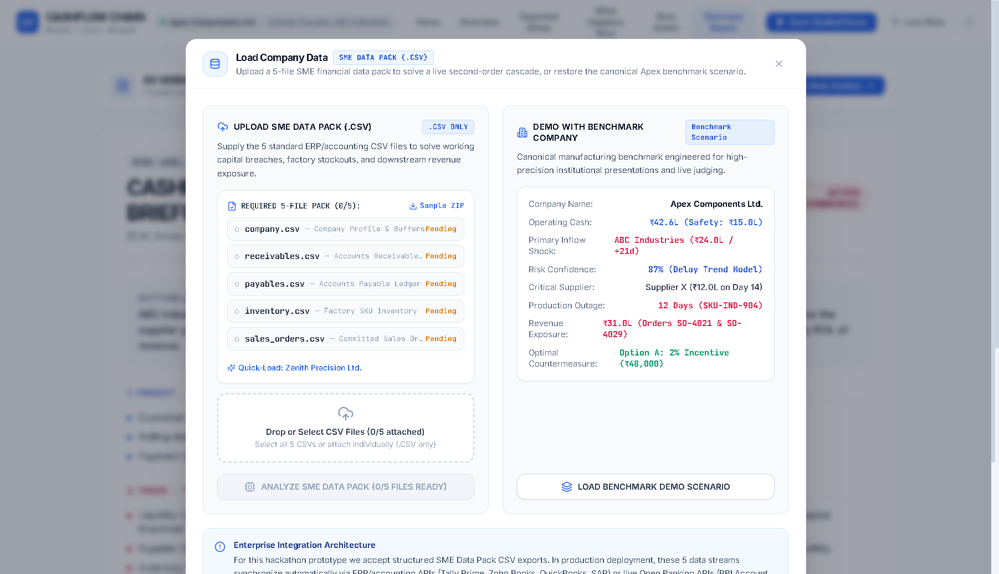 CASHFLOW CHAIN
Load Company Data
SME DATA PACK (.CSV)
Upload a 5-file SME financial data pack to solve a live second-order cascade, or restore the canonical Apex benchmark scenario.
UPLOAD SME DATA PACK (.CSV)
.CSV ONLY
Supply the 5 standard ERP/accounting CSV files to solve working
capital breaches, factory stockouts, and downstream revenue
exposure.
REQUIRED 5-FILE PACK (0/5):
Sample ZIP
company.csv — Company Profile & Buffers Pending
receivables.csv — Accounts Receivable… Pending
payables.csv — Accounts Payable Ledger Pending
inventory.csv — Factory SKU Inventory Pending
sales_orders.csv — Committed Sales Or… Pending
Quick-Load: Zenith Precision Ltd.
Drop or Select CSV Files (0/5 attached)
Select all 5 CSVs or attach individually (.CSV only)
ANALYZE SME DATA PACK (0/5 FILES READY)
DEMO WITH BENCHMARK
COMPANY
Benchmark
Scenario
Canonical manufacturing benchmark engineered for high-
precision institutional presentations and live judging.
Company Name: Apex Components Ltd.
Operating Cash: ₹42.6L (Safety: ₹15.0L)
Primary Inflow ABC Industries (₹24.0L /
Shock: +21d)
Risk Confidence: 87% (Delay Trend Model)
Critical Supplier: Supplier X (₹12.0L on Day 14)
Production Outage: 12 Days (SKU-IND-904)
Revenue ₹31.0L (Orders SO-4021 & SO-
Exposure: 4029)
Optimal Option A: 2% Incentive
Countermeasure: (₹48,000)
LOAD BENCHMARK DEMO SCENARIO
Enterprise Integration Architecture
For this hackathon prototype we accept structured SME Data Pack CSV exports. In production deployment, these 5 data streams
synchronize automatically via ERP/accounting APIs (Tally Prime, Zoho Books, QuickBooks, SAP) or live Open Banking APIs (RBI Account